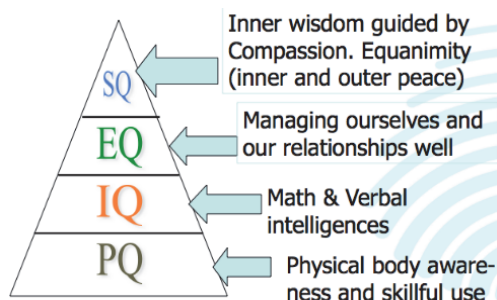 Inner wisdom guided by
Compassion. Equanimity
(inner and outer peace)
SQ
Managing ourselves and
our relationships well
EQ
Math & Verbal
intelligences
IQ
Physical body aware-
ness and skillful use
PQ